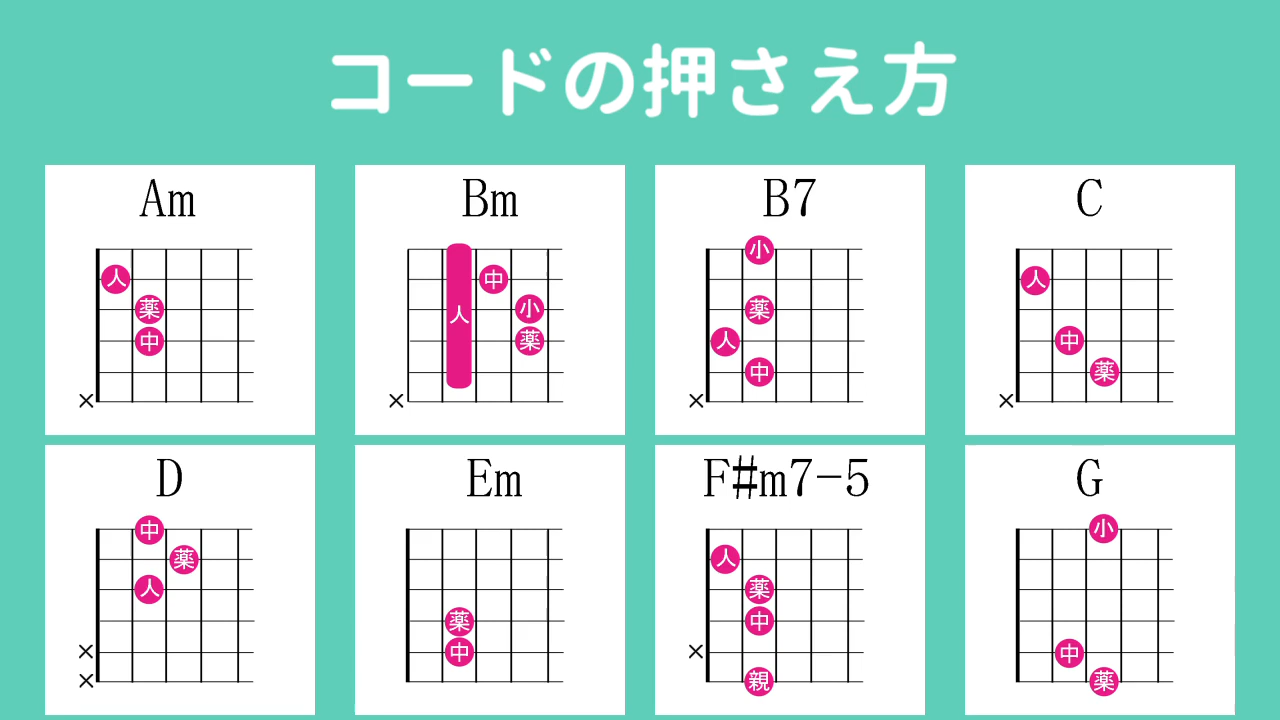 コードの押さえ方
Am Bm B7 C
人
薬
中
×
人
中
小
薬
×
小
薬
人
中
×
人
中
薬
×
D Em F#m7-5 G
中
薬
人
×
×
薬
中
人
薬
中
×
親
小
中
薬